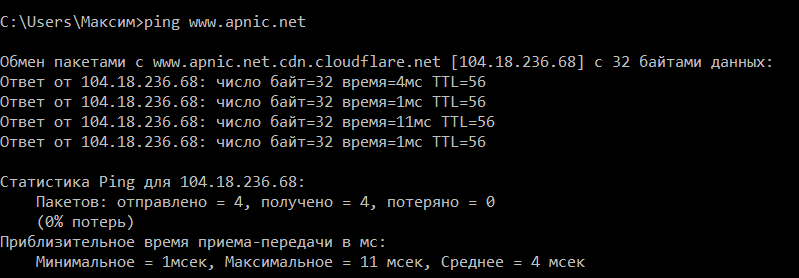 C:\Users\Максим>ping www.apnic.net
Обмен пакетами с www.apnic.net.cdn.cloudflare.net [104.18.236.68] с 32 байтами данных:
Ответ от 104.18.236.68: число байт=32 время=4мс TTL=56
Ответ от 104.18.236.68: число байт=32 время=1мс TTL=56
Ответ от 104.18.236.68: число байт=32 время=11мс TTL=56
Ответ от 104.18.236.68: число байт=32 время=1мс TTL=56
Статистика Ping для 104.18.236.68:
    Пакетов: отправлено = 4, получено = 4, потеряно = 0
    (0% потерь)
Приблизительное время приема-передачи в мс:
    Минимальное = 1мсек, Максимальное = 11 мсек, Среднее = 4 мсек